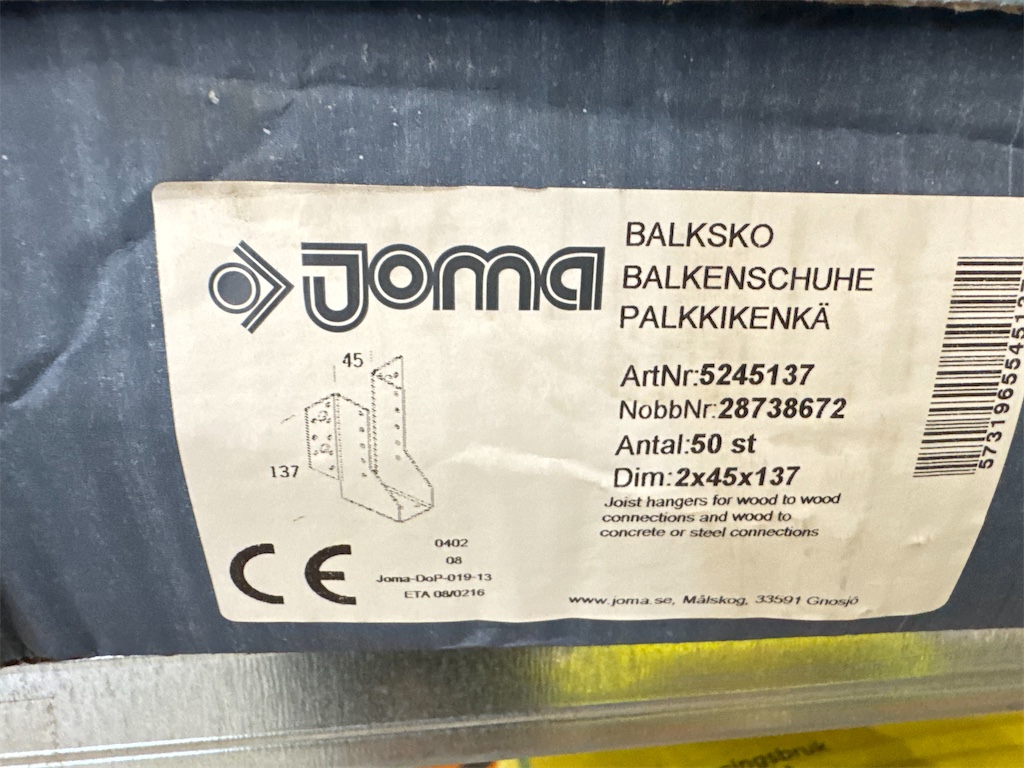 Joma
BALKSKO
BALKENSCHUHE
PALKKIKENKÄ
ArtNr:5245137
NobbNr:28738672
Antal:50 st
Dim:2x45x137
Joist hangers for wood to wood
connections and wood to
concrete or steel connections
45
137
CE
0402
08
Joma-DoP-019-13
ETA 08/0216
www.joma.se, Målskog, 33591 Gnosjö